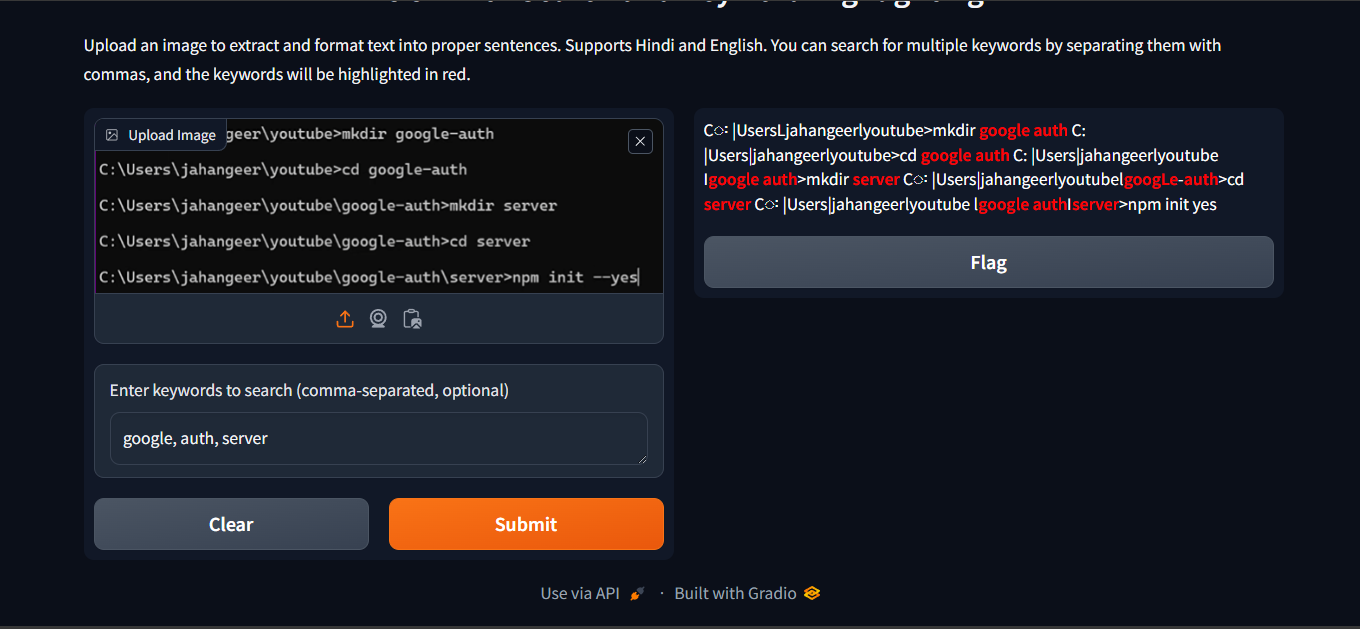 Upload an image to extract and format text into proper sentences. Supports Hindi and English. You can search for multiple keywords by separating them with
commas, and the keywords will be highlighted in red.
Upload Image
geer\youtube>mkdir google-auth
C:\Users\jahangeer\youtube>cd google-auth
C:\Users\jahangeer\youtube\google-auth>mkdir server
C:\Users\jahangeer\youtube\google-auth>cd server
C:\Users\jahangeer\youtube\google-auth\server>npm init --yes
Enter keywords to search (comma-separated, optional)
google, auth, server
Clear
Submit
Cः |UsersLjahangeerlyoutube>mkdir google auth C:
|Users|jahangeerlyoutube>cd google auth C: |Users|jahangeerlyoutube
Igoogle auth>mkdir server Cः |Users|jahangeerlyoutubelgoogLe-auth>cd
server Cः |Users|jahangeerlyoutube lgoogle authIserver>npm init yes
Flag
Use via API · Built with Gradio